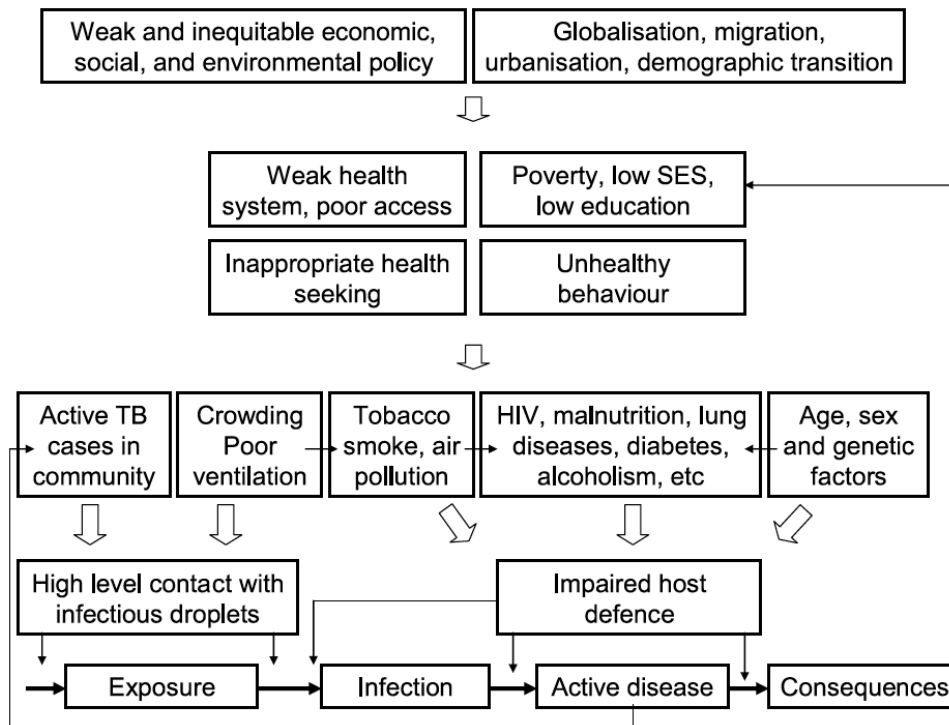 Weak and inequitable economic,
social, and environmental policy
Globalisation, migration,
urbanisation, demographic transition
Weak health
system, poor access
Poverty, low SES,
low education
Inappropriate health
seeking
Unhealthy
behaviour
Active TB
cases in
community
Crowding
Poor
ventilation
Tobacco
smoke, air
pollution
HIV, malnutrition, lung
diseases, diabetes,
alcoholism, etc
Age, sex
and genetic
factors
High level contact with
infectious droplets
Impaired host
defence
Exposure
Infection
Active disease
Consequences